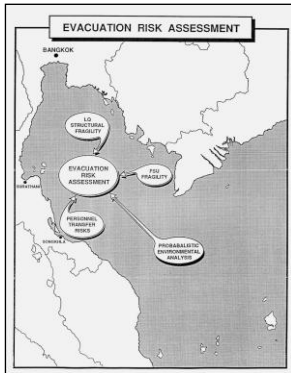 EVACUATION RISK ASSESSMENT
BANGKOK
LQ
STRUCTURAL
FRAGILITY
EVACUATION
RISK
ASSESSMENT
FSU
FRAGILITY
SURATHANI
PERSONNEL
TRANSFER
RISKS
SONGKHLA
PROBABALISTIC
ENVIRONMENTAL
ANALYSIS